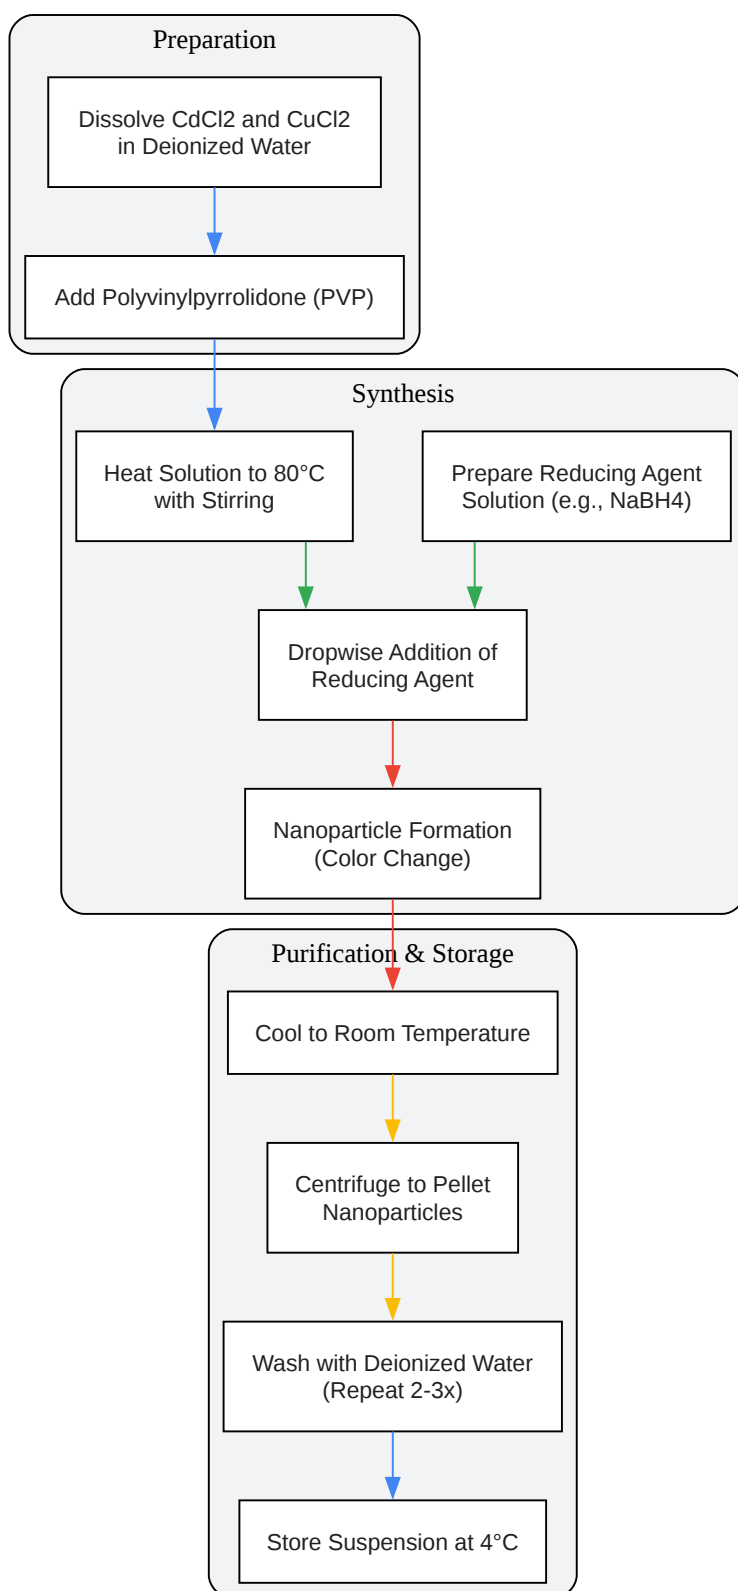 Preparation
Dissolve CdCl2 and CuCl2
in Deionized Water
Add Polyvinylpyrrolidone (PVP)
Synthesis
Heat Solution to 80°C
with Stirring
Prepare Reducing Agent
Solution (e.g., NaBH4)
Dropwise Addition of
Reducing Agent
Nanoparticle Formation
(Color Change)
Purification & Storage
Cool to Room Temperature
Centrifuge to Pellet
Nanoparticles
Wash with Deionized Water
(Repeat 2-3x)
Store Suspension at 4°C